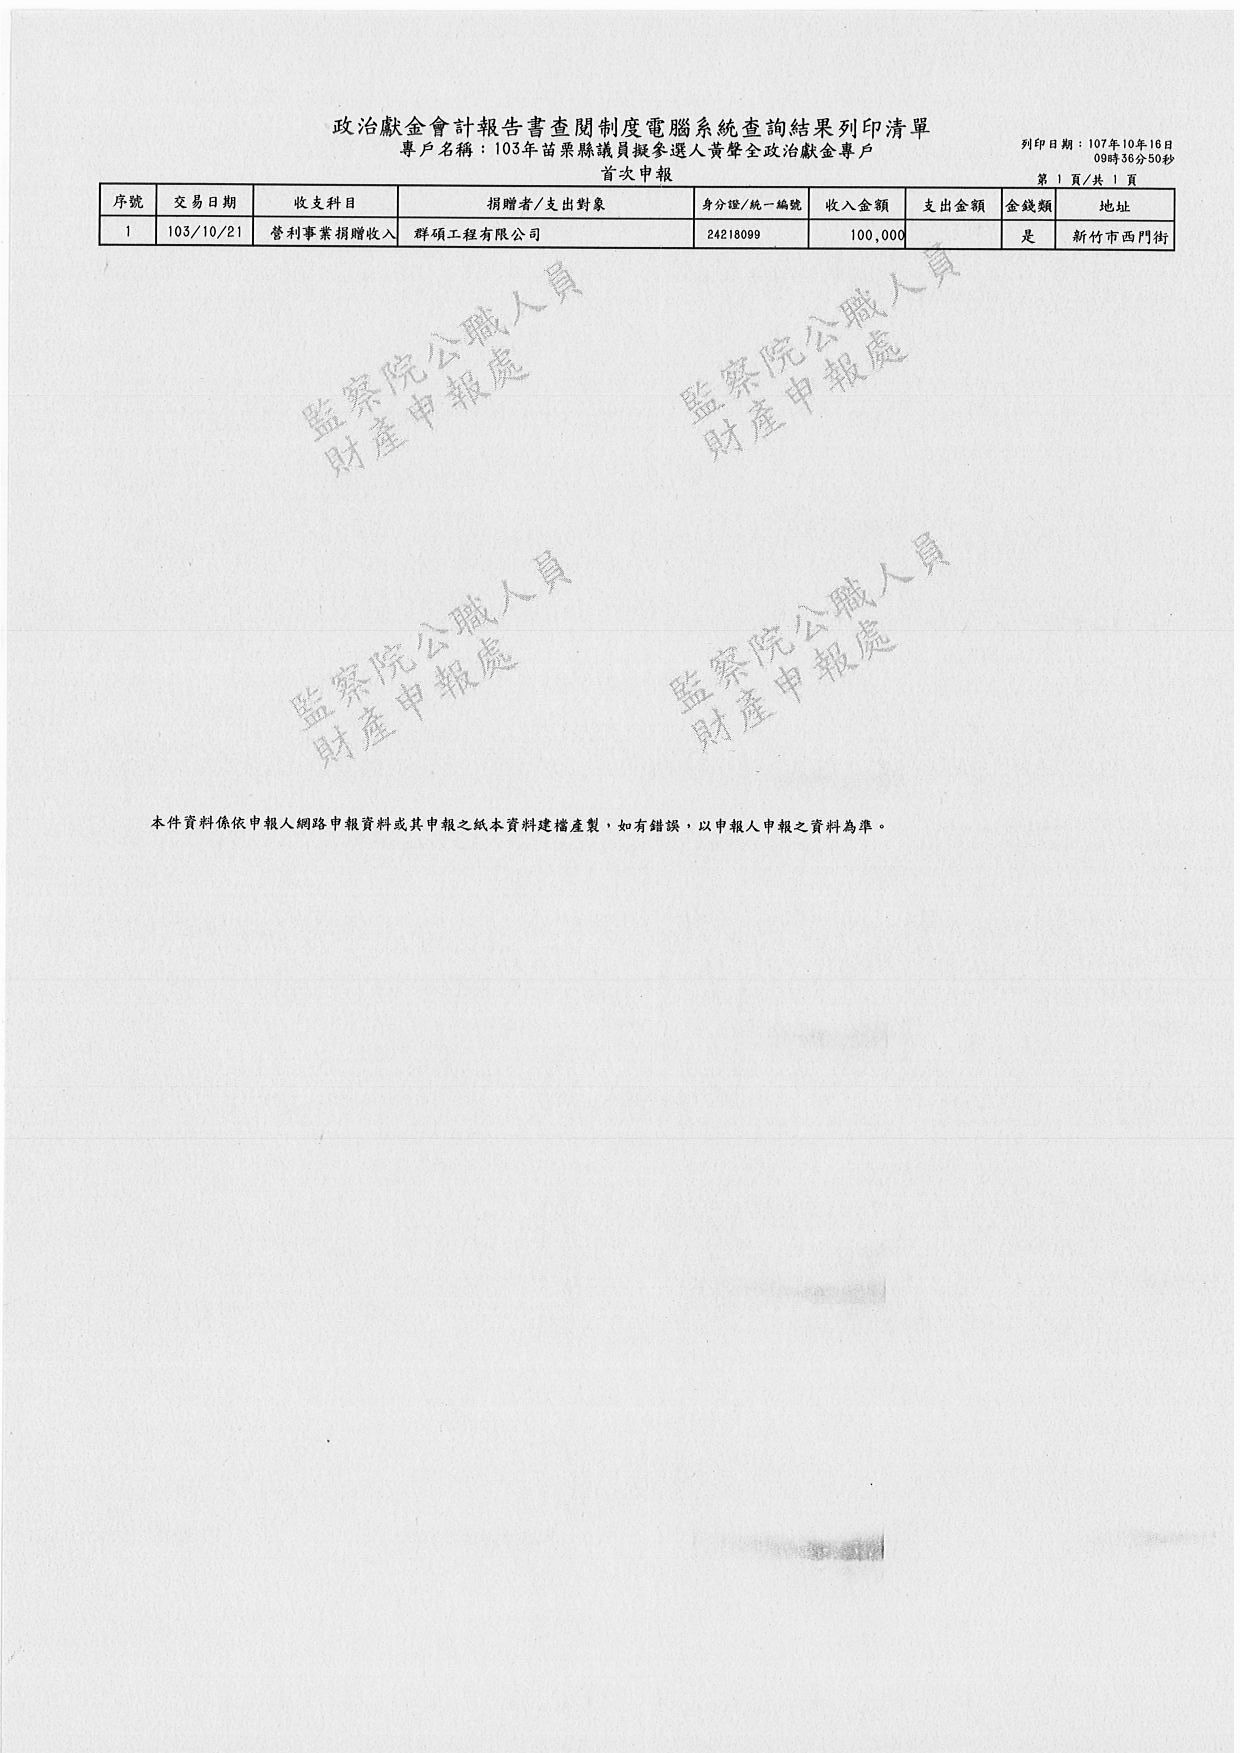 政治獻金會計報告書查閱制度電腦系統查詢結果列印清單
專戶名稱：103年苗栗縣議員擬參選人黃聲全政治獻金專戶
列印日期：107年10月16日
09時36分50秒
首次申報
第 1 頁/共 1 頁
序號 交易日期 收支科目 捐贈者/支出對象 身分證/統一編號 收入金額 支出金額 金錢類 地址
1 103/10/21 營利事業捐贈收入 群碩工程有限公司 24218099 100,000 是 新竹市西門街
監察院公職人員
財產申報處
監察院公職人員
財產申報處
監察院公職人員
財產申報處
監察院公職人員
財產申報處
本件資料係依申報人網路申報資料或其申報之紙本資料建檔產製，如有錯誤，以申報人申報之資料為準。